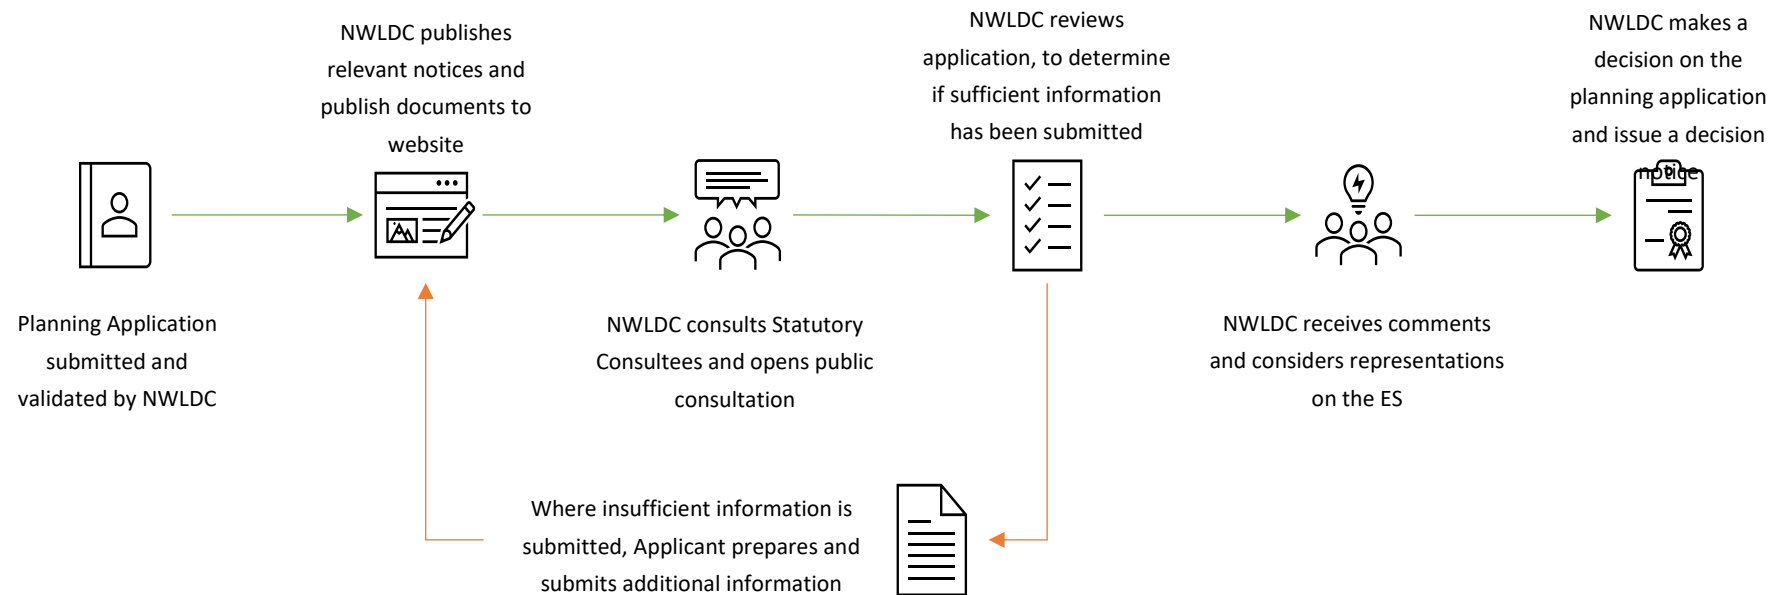 Planning Application
submitted and
validated by NWLDC
NWLDC publishes
relevant notices and
publish documents to
website
NWLDC consults Statutory
Consultees and opens public
consultation
NWLDC reviews
application, to determine
if sufficient information
has been submitted
Where insufficient information is
submitted, Applicant prepares and
submits additional information
NWLDC receives comments
and considers representations
on the ES
NWLDC makes a
decision on the
planning application
and issue a decision
notice